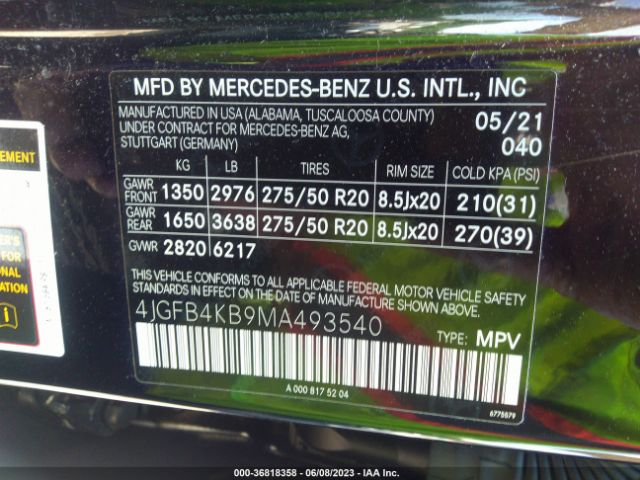 MFD BY MERCEDES-BENZ U.S. INTL., INC
MANUFACTURED IN USA (ALABAMA, TUSCALOOSA COUNTY) 05/21
UNDER CONTRACT FOR MERCEDES-BENZ AG,
STUTTGART (GERMANY) 040
KG LB TIRES RIM SIZE COLD KPA (PSI)
GAWR FRONT 1350 2976 275/50 R20 8.5Jx20 210(31)
GAWR REAR 1650 3638 275/50 R20 8.5Jx20 270(39)
GVWR 2820 6217
THIS VEHICLE CONFORMS TO ALL APPLICABLE FEDERAL MOTOR VEHICLE SAFETY
STANDARDS IN EFFECT ON THE DATE OF MANUFACTURE SHOWN ABOVE.
4JGFB4KB9MA493540 TYPE: MPV
A 000 817 52 04
6775579
EMENT
ER'S
FOR
ONAL
ATION
000-36818358 - 06/08/2023 - IAA Inc.